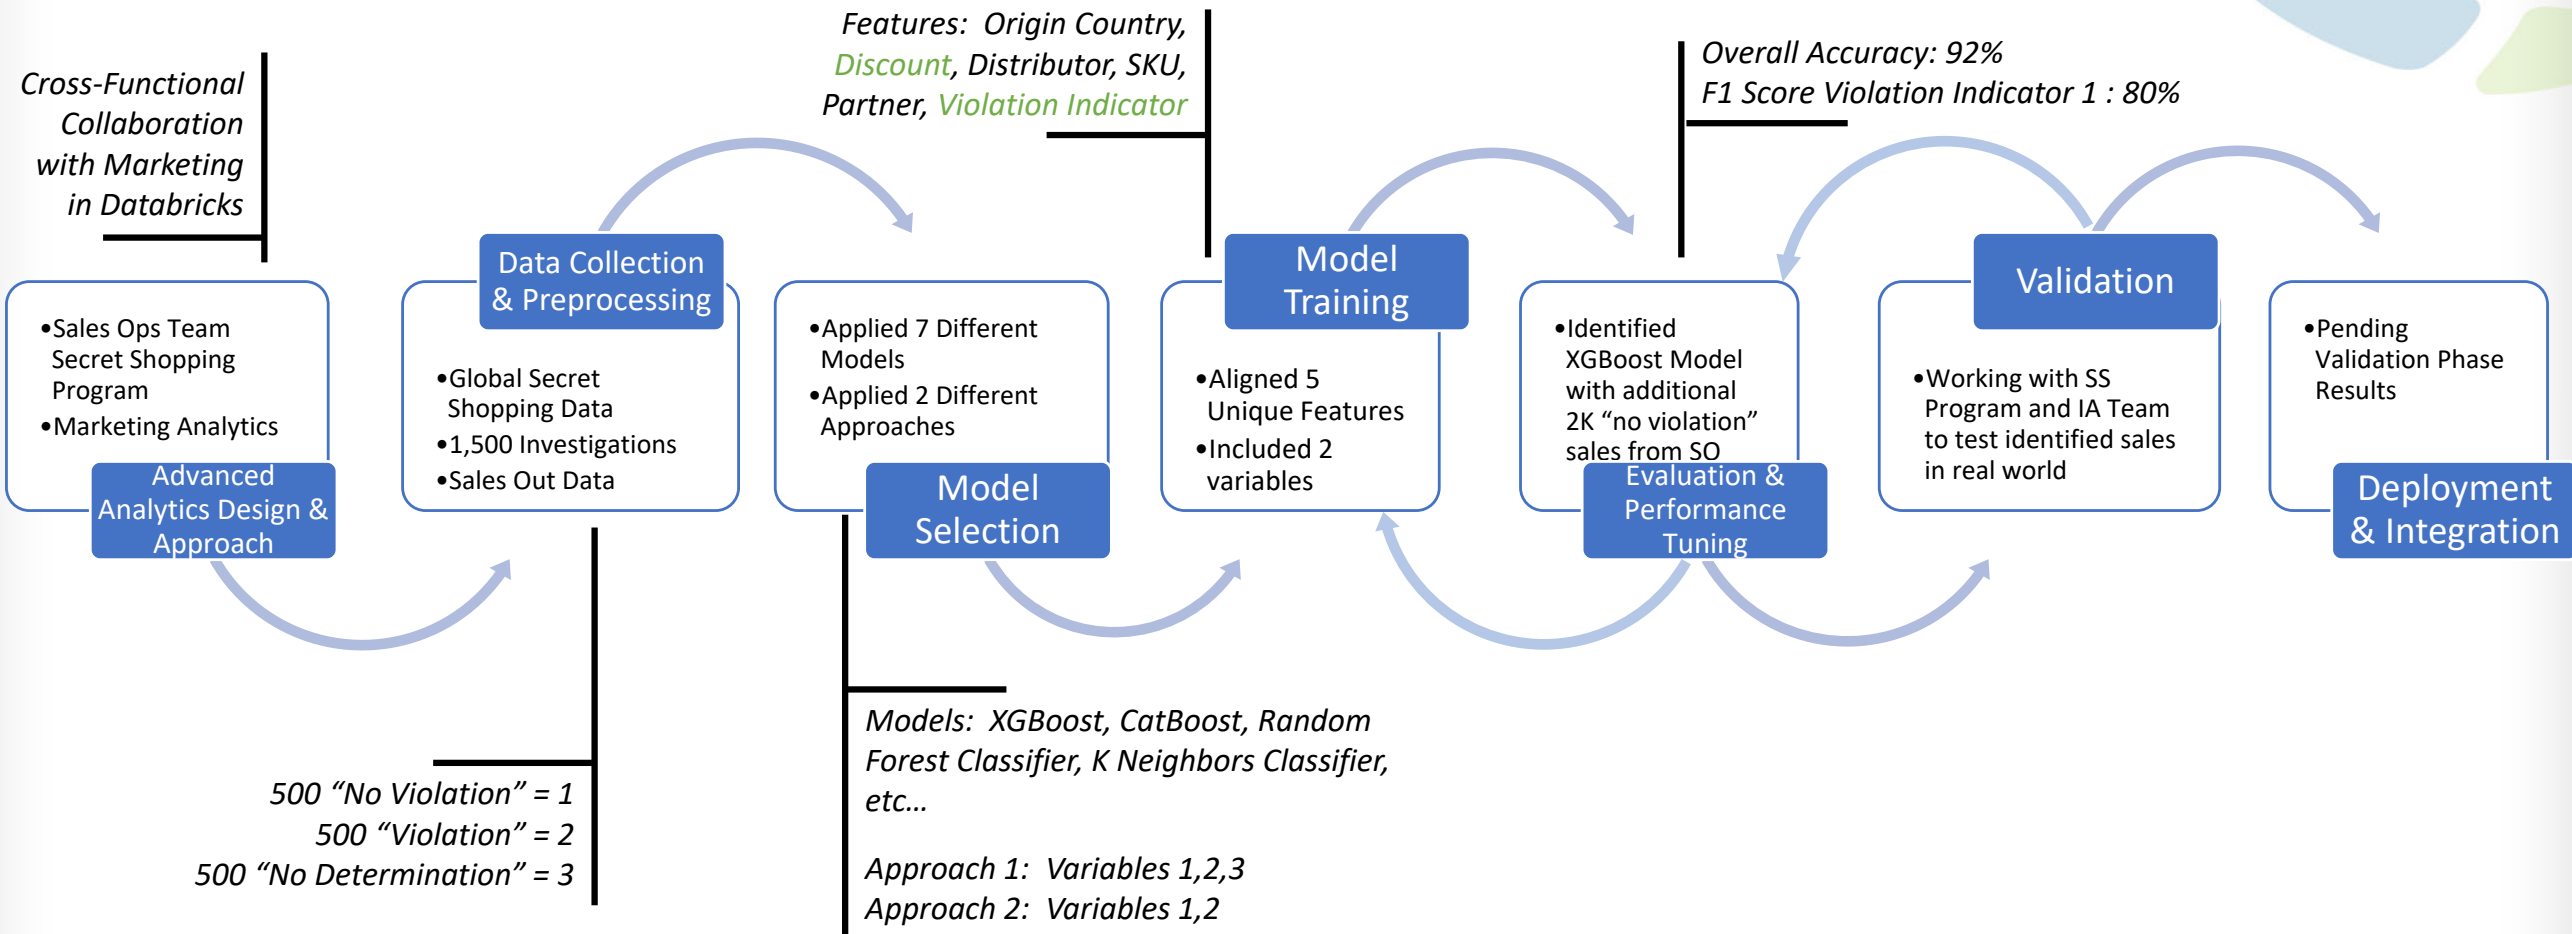 Cross-Functional
Collaboration
with Marketing
in Databricks
•Sales Ops Team
Secret Shopping
Program
•Marketing Analytics
Advanced
Analytics Design &
Approach
Data Collection
& Preprocessing
•Global Secret
Shopping Data
•1,500 Investigations
•Sales Out Data
500 “No Violation” = 1
500 “Violation” = 2
500 “No Determination” = 3
•Applied 7 Different
Models
•Applied 2 Different
Approaches
Model
Selection
Models:  XGBoost, CatBoost, Random
Forest Classifier, K Neighbors Classifier,
etc…
Approach 1:  Variables 1,2,3
Approach 2:  Variables 1,2
Features:  Origin Country,
Discount, Distributor, SKU,
Partner, Violation Indicator
Model
Training
•Aligned 5
Unique Features
•Included 2
variables
Overall Accuracy: 92%
F1 Score Violation Indicator 1 : 80%
•Identified
XGBoost Model
with additional
2K “no violation”
sales from SO
Evaluation &
Performance
Tuning
Validation
•Working with SS
Program and IA Team
to test identified sales
in real world
•Pending
Validation Phase
Results
Deployment
& Integration